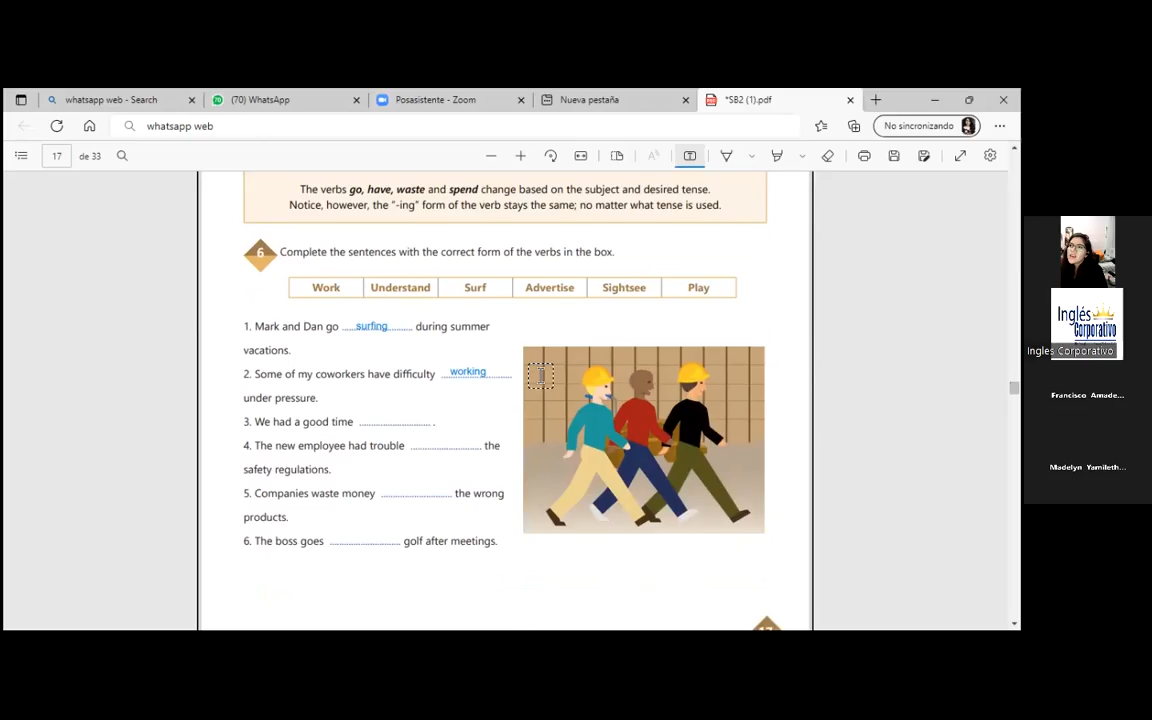 whatsapp web - Search
(70) WhatsApp
Posasistente - Zoom
Nueva pestaña
*SB2 (1).pdf
whatsapp web
No sincronizando
17 de 33
The verbs go, have, waste and spend change based on the subject and desired tense.
Notice, however, the "-ing" form of the verb stays the same; no matter what tense is used.
6 Complete the sentences with the correct form of the verbs in the box.
Work Understand Surf Advertise Sightsee Play
1. Mark and Dan go ....surfing.... during summer
vacations.
2. Some of my coworkers have difficulty ....working....
under pressure.
3. We had a good time ............................. .
4. The new employee had trouble ............................. the
safety regulations.
5. Companies waste money ............................. the wrong
products.
6. The boss goes ............................. golf after meetings.
Inglés
Corporativo
Ingles Corporativo
Francisco Amade...
Madelyn Yamileth...